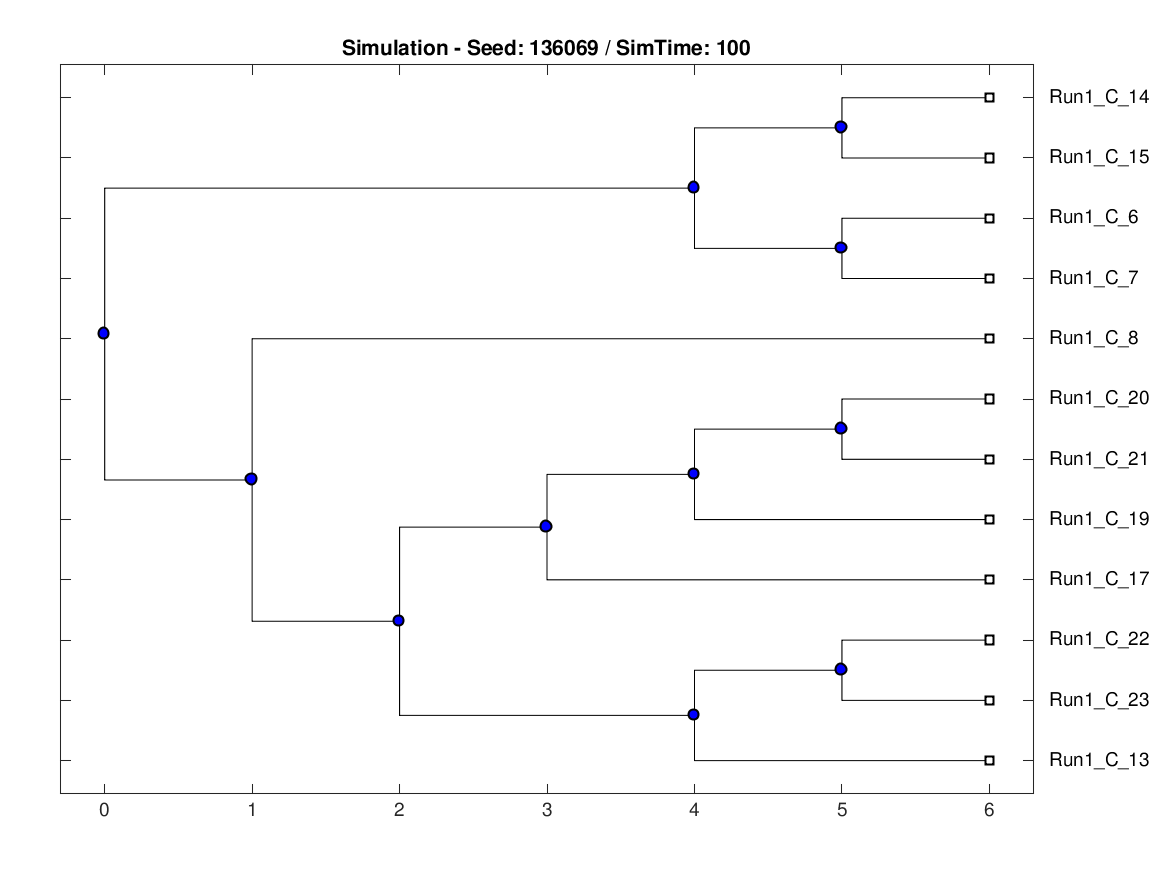 Simulation - Seed: 136069 / SimTime: 100
Run1_C_14
Run1_C_15
Run1_C_6
Run1_C_7
Run1_C_8
Run1_C_20
Run1_C_21
Run1_C_19
Run1_C_17
Run1_C_22
Run1_C_23
Run1_C_13
0 1 2 3 4 5 6